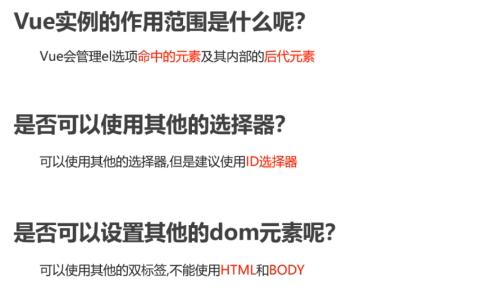 Vue实例的作用范围是什么呢?
Vue会管理el选项命中的元素及其内部的后代元素
是否可以使用其他的选择器?
可以使用其他的选择器,但是建议使用ID选择器
是否可以设置其他的dom元素呢?
可以使用其他的双标签,不能使用HTML和BODY